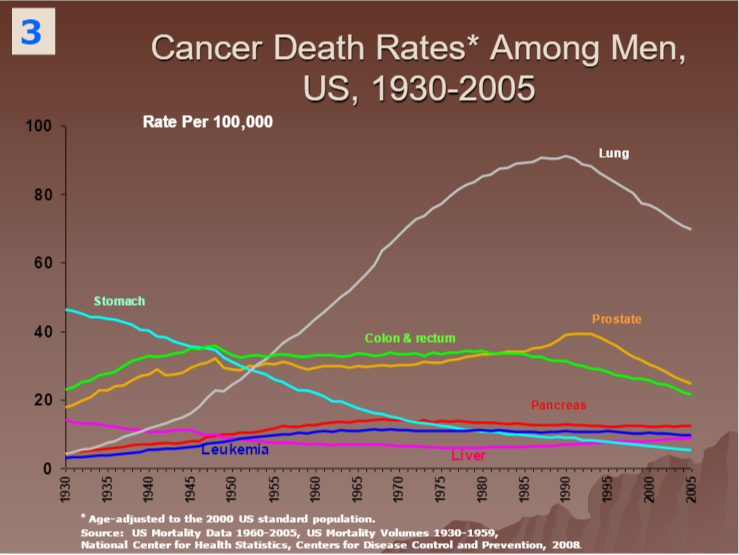 3
Cancer Death Rates* Among Men,
US, 1930-2005
Rate Per 100,000
100
80
60
40
20
0
Lung
Stomach
Prostate
Colon & rectum
Pancreas
Leukemia
Liver
1930
1935
1940
1945
1950
1955
1960
1965
1970
1975
1980
1985
1990
1995
2000
2005
* Age-adjusted to the 2000 US standard population.
Source: US Mortality Data 1960-2005, US Mortality Volumes 1930-1959,
National Center for Health Statistics, Centers for Disease Control and Prevention, 2008.